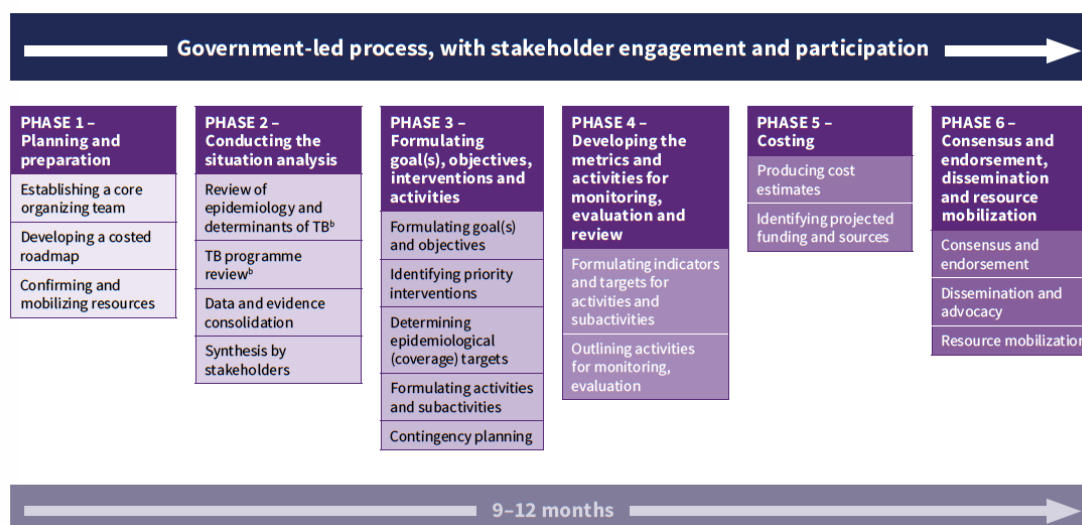 Government-led process, with stakeholder engagement and participation
PHASE 1 –
Planning and
preparation
Establishing a core
organizing team
Developing a costed
roadmap
Confirming and
mobilizing resources
PHASE 2 –
Conducting the
situation analysis
Review of
epidemiology and
determinants of TBᵇ
TB programme
reviewᵇ
Data and evidence
consolidation
Synthesis by
stakeholders
PHASE 3 –
Formulating
goal(s), objectives,
interventions and
activities
Formulating goal(s)
and objectives
Identifying priority
interventions
Determining
epidemiological
(coverage) targets
Formulating activities
and subactivities
Contingency planning
PHASE 4 –
Developing the
metrics and
activities for
monitoring,
evaluation and
review
Formulating indicators
and targets for
activities and
subactivities
Outlining activities
for monitoring,
evaluation
PHASE 5 –
Costing
Producing cost
estimates
Identifying projected
funding and sources
PHASE 6 –
Consensus and
endorsement,
dissemination
and resource
mobilization
Consensus and
endorsement
Dissemination and
advocacy
Resource mobilization
9–12 months